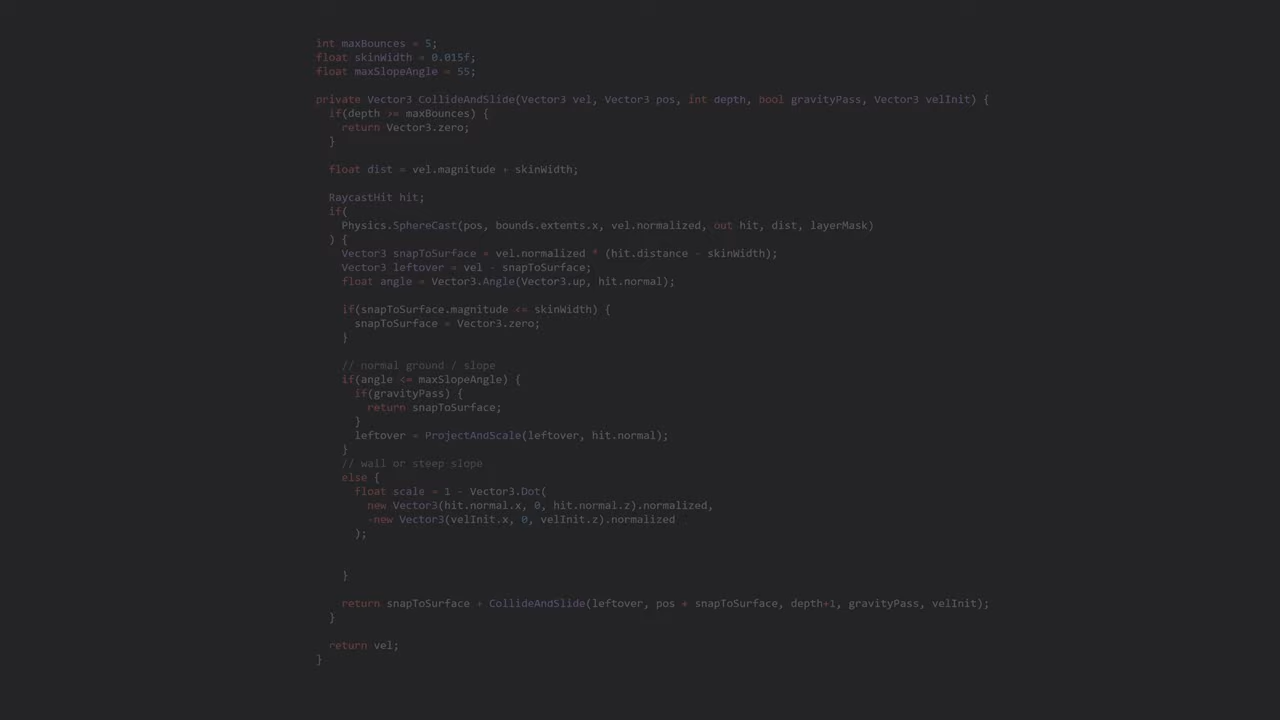 int maxBounces = 5;
float skinWidth = 0.015f;
float maxSlopeAngle = 55;
private Vector3 CollideAndSlide(Vector3 vel, Vector3 pos, int depth, bool gravityPass, Vector3 velInit) {
if(depth >= maxBounces) {
return Vector3.zero;
}
float dist = vel.magnitude + skinWidth;
RaycastHit hit;
if(
Physics.SphereCast(pos, bounds.extents.x, vel.normalized, out hit, dist, layerMask)
) {
Vector3 snapToSurface = vel.normalized * (hit.distance - skinWidth);
Vector3 leftover = vel - snapToSurface;
float angle = Vector3.Angle(Vector3.up, hit.normal);
if(snapToSurface.magnitude <= skinWidth) {
snapToSurface = Vector3.zero;
}
// normal ground / slope
if(angle <= maxSlopeAngle) {
if(gravityPass) {
return snapToSurface;
}
leftover = ProjectAndScale(leftover, hit.normal);
}
// wall or steep slope
else {
float scale = 1 - Vector3.Dot(
new Vector3(hit.normal.x, 0, hit.normal.z).normalized,
-new Vector3(velInit.x, 0, velInit.z).normalized
);
}
return snapToSurface + CollideAndSlide(leftover, pos + snapToSurface, depth+1, gravityPass, velInit);
}
return vel;
}